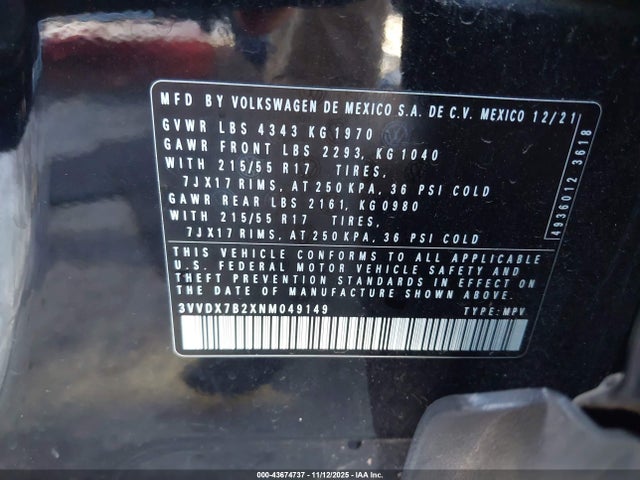 MFD BY VOLKSWAGEN DE MEXICO S.A. DE C.V. MEXICO 12/21
GVWR LBS 4343 KG 1970
GAWR FRONT LBS 2293, KG 1040
WITH 215/55 R17 TIRES,
7JX17 RIMS, AT 250 KPA, 36 PSI COLD
GAWR REAR LBS 2161, KG 0980
WITH 215/55 R17 TIRES,
7JX17 RIMS, AT 250 KPA, 36 PSI COLD
THIS VEHICLE CONFORMS TO ALL APPLICABLE
U.S. FEDERAL MOTOR VEHICLE SAFETY AND
THEFT PREVENTION STANDARDS IN EFFECT ON
THE DATE OF MANUFACTURE SHOWN ABOVE.
3VVDX7B2XNM049149 TYPE: MPV
4936012 3618
000-43674737 - 11/12/2025 - IAAI.com